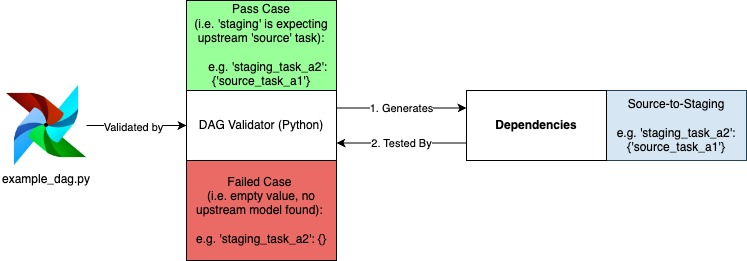 Pass Case
(i.e. 'staging' is expecting
upstream 'source' task):
e.g. 'staging_task_a2':
{'source_task_a1'}
example_dag.py
Validated by
DAG Validator (Python)
1. Generates
2. Tested By
Dependencies
Source-to-Staging
e.g. 'staging_task_a2':
{'source_task_a1'}
Failed Case
(i.e. empty value, no
upstream model found):
e.g. 'staging_task_a2': {}